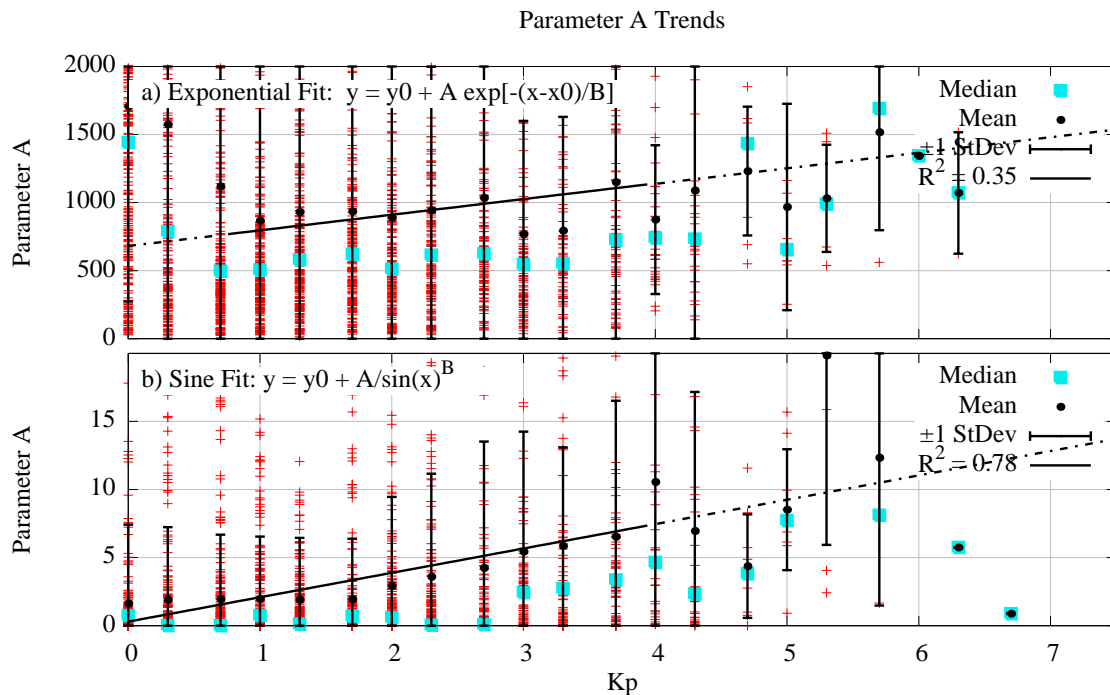 Parameter A Trends
a) Exponential Fit:  y = y0 + A exp[-(x-x0)/B]
Parameter A
2000
1500
1000
500
0
Median
Mean
±1 StDev
R^2 = 0.35
b) Sine Fit: y = y0 + A/sin(x)^B
Parameter A
15
10
5
0
Median
Mean
±1 StDev
R^2 = 0.78
0 1 2 3 4 5 6 7
Kp